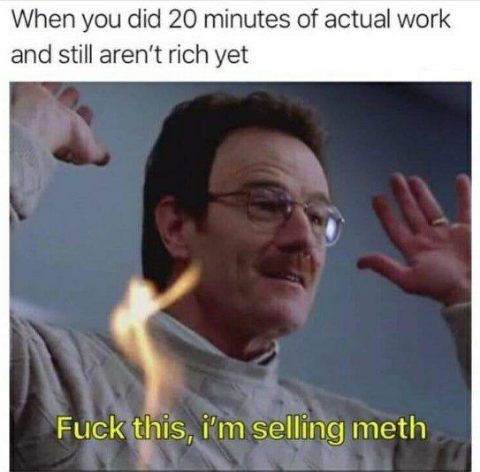 When you did 20 minutes of actual work
and still aren't rich yet
Fuck this, i'm selling meth